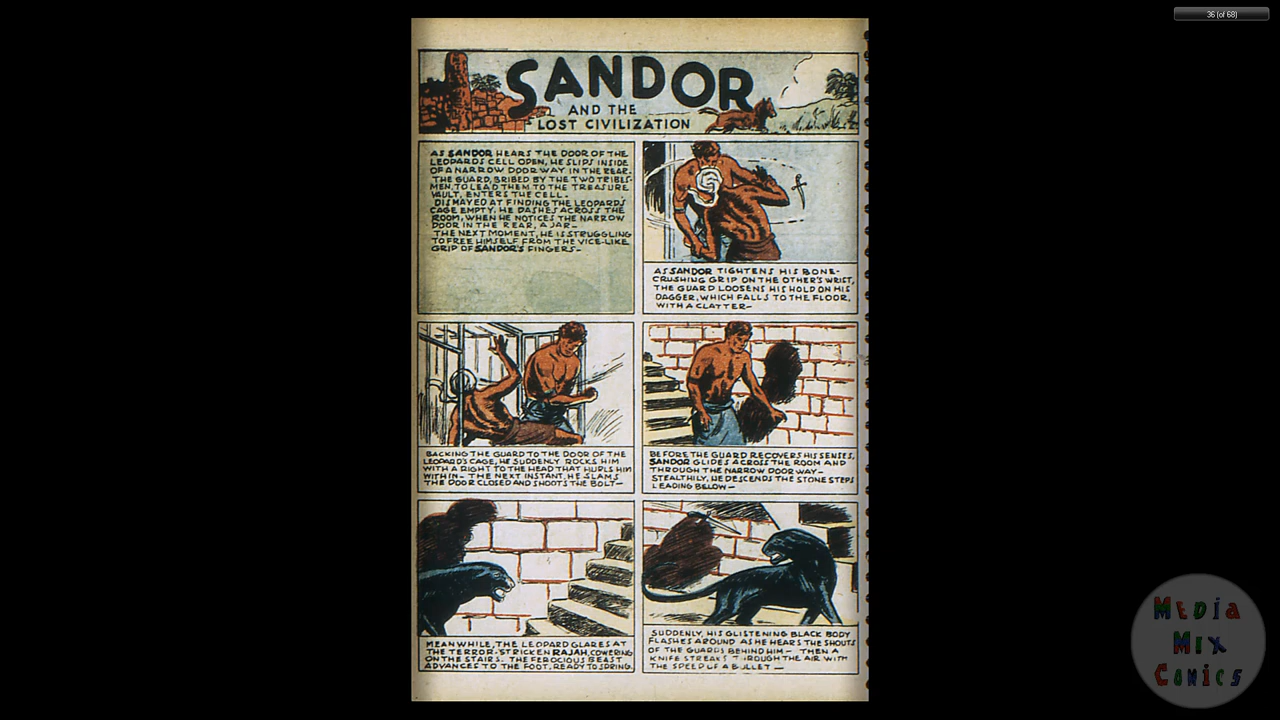 36 (of 68)
SANDOR
AND THE
LOST CIVILIZATION
AS SANDOR HEARS THE DOOR OF THE
LEOPARD'S CELL OPEN, HE SLIPS INSIDE
OF A NARROW DOORWAY IN THE REAR.
THE GUARD, BRIBED BY THE TWO TRIBES-
MEN, TO LEAD THEM TO THE TREASURE
VAULT, ENTERS THE CELL.
DISMAYED AT FINDING THE LEOPARD'S
CAGE EMPTY, HE DASHES ACROSS THE
ROOM, WHEN HE NOTICES THE NARROW
DOOR IN THE REAR, AJAR—
THE NEXT MOMENT, HE IS STRUGGLING
TO FREE HIMSELF FROM THE VICE-LIKE
GRIP OF SANDOR'S FINGERS—
AS SANDOR TIGHTENS HIS BONE-
CRUSHING GRIP ON THE OTHER'S WRIST,
THE GUARD LOOSENS HIS HOLD ON HIS
DAGGER, WHICH FALLS TO THE FLOOR,
WITH A CLATTER—
BACKING THE GUARD TO THE DOOR OF THE
LEOPARD'S CAGE, HE SUDDENLY ROCKS HIM
WITH A RIGHT TO THE HEAD THAT HURLS HIM
WITHIN— THE NEXT INSTANT, HE SLAMS
THE DOOR CLOSED AND SHOOTS THE BOLT—
BEFORE THE GUARD RECOVERS HIS SENSES,
SANDOR GLIDES ACROSS THE ROOM AND
THROUGH THE NARROW DOORWAY—
STEALTHILY, HE DESCENDS THE STONE STEPS
LEADING BELOW—
MEANWHILE, THE LEOPARD GLARES AT
THE TERROR-STRICKEN RAJAH, COWERING
ON THE STAIRS. THE FEROCIOUS BEAST
ADVANCES TO THE FOOT, READY TO SPRING.
SUDDENLY, HIS GLISTENING BLACK BODY
FLASHES AROUND AS HE HEARS THE SHOUTS
OF THE GUARDS BEHIND HIM— THEN A
KNIFE STREAKS THROUGH THE AIR WITH
THE SPEED OF A BULLET—
MEDIA
MIX
COMICS